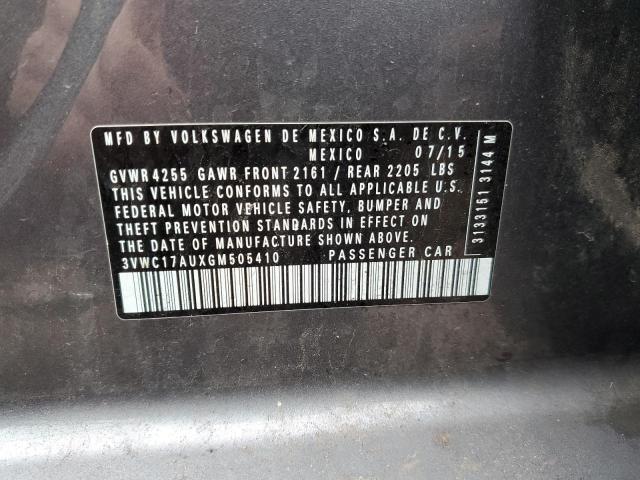 MFD BY VOLKSWAGEN DE MEXICO S.A. DE C.V.
MEXICO 07/15
GVWR 4255 GAWR FRONT 2161 / REAR 2205 LBS
THIS VEHICLE CONFORMS TO ALL APPLICABLE U.S.
FEDERAL MOTOR VEHICLE SAFETY, BUMPER AND
THEFT PREVENTION STANDARDS IN EFFECT ON
THE DATE OF MANUFACTURE SHOWN ABOVE.
3VWC17AUXGM505410 PASSENGER CAR
3133151 3144 M